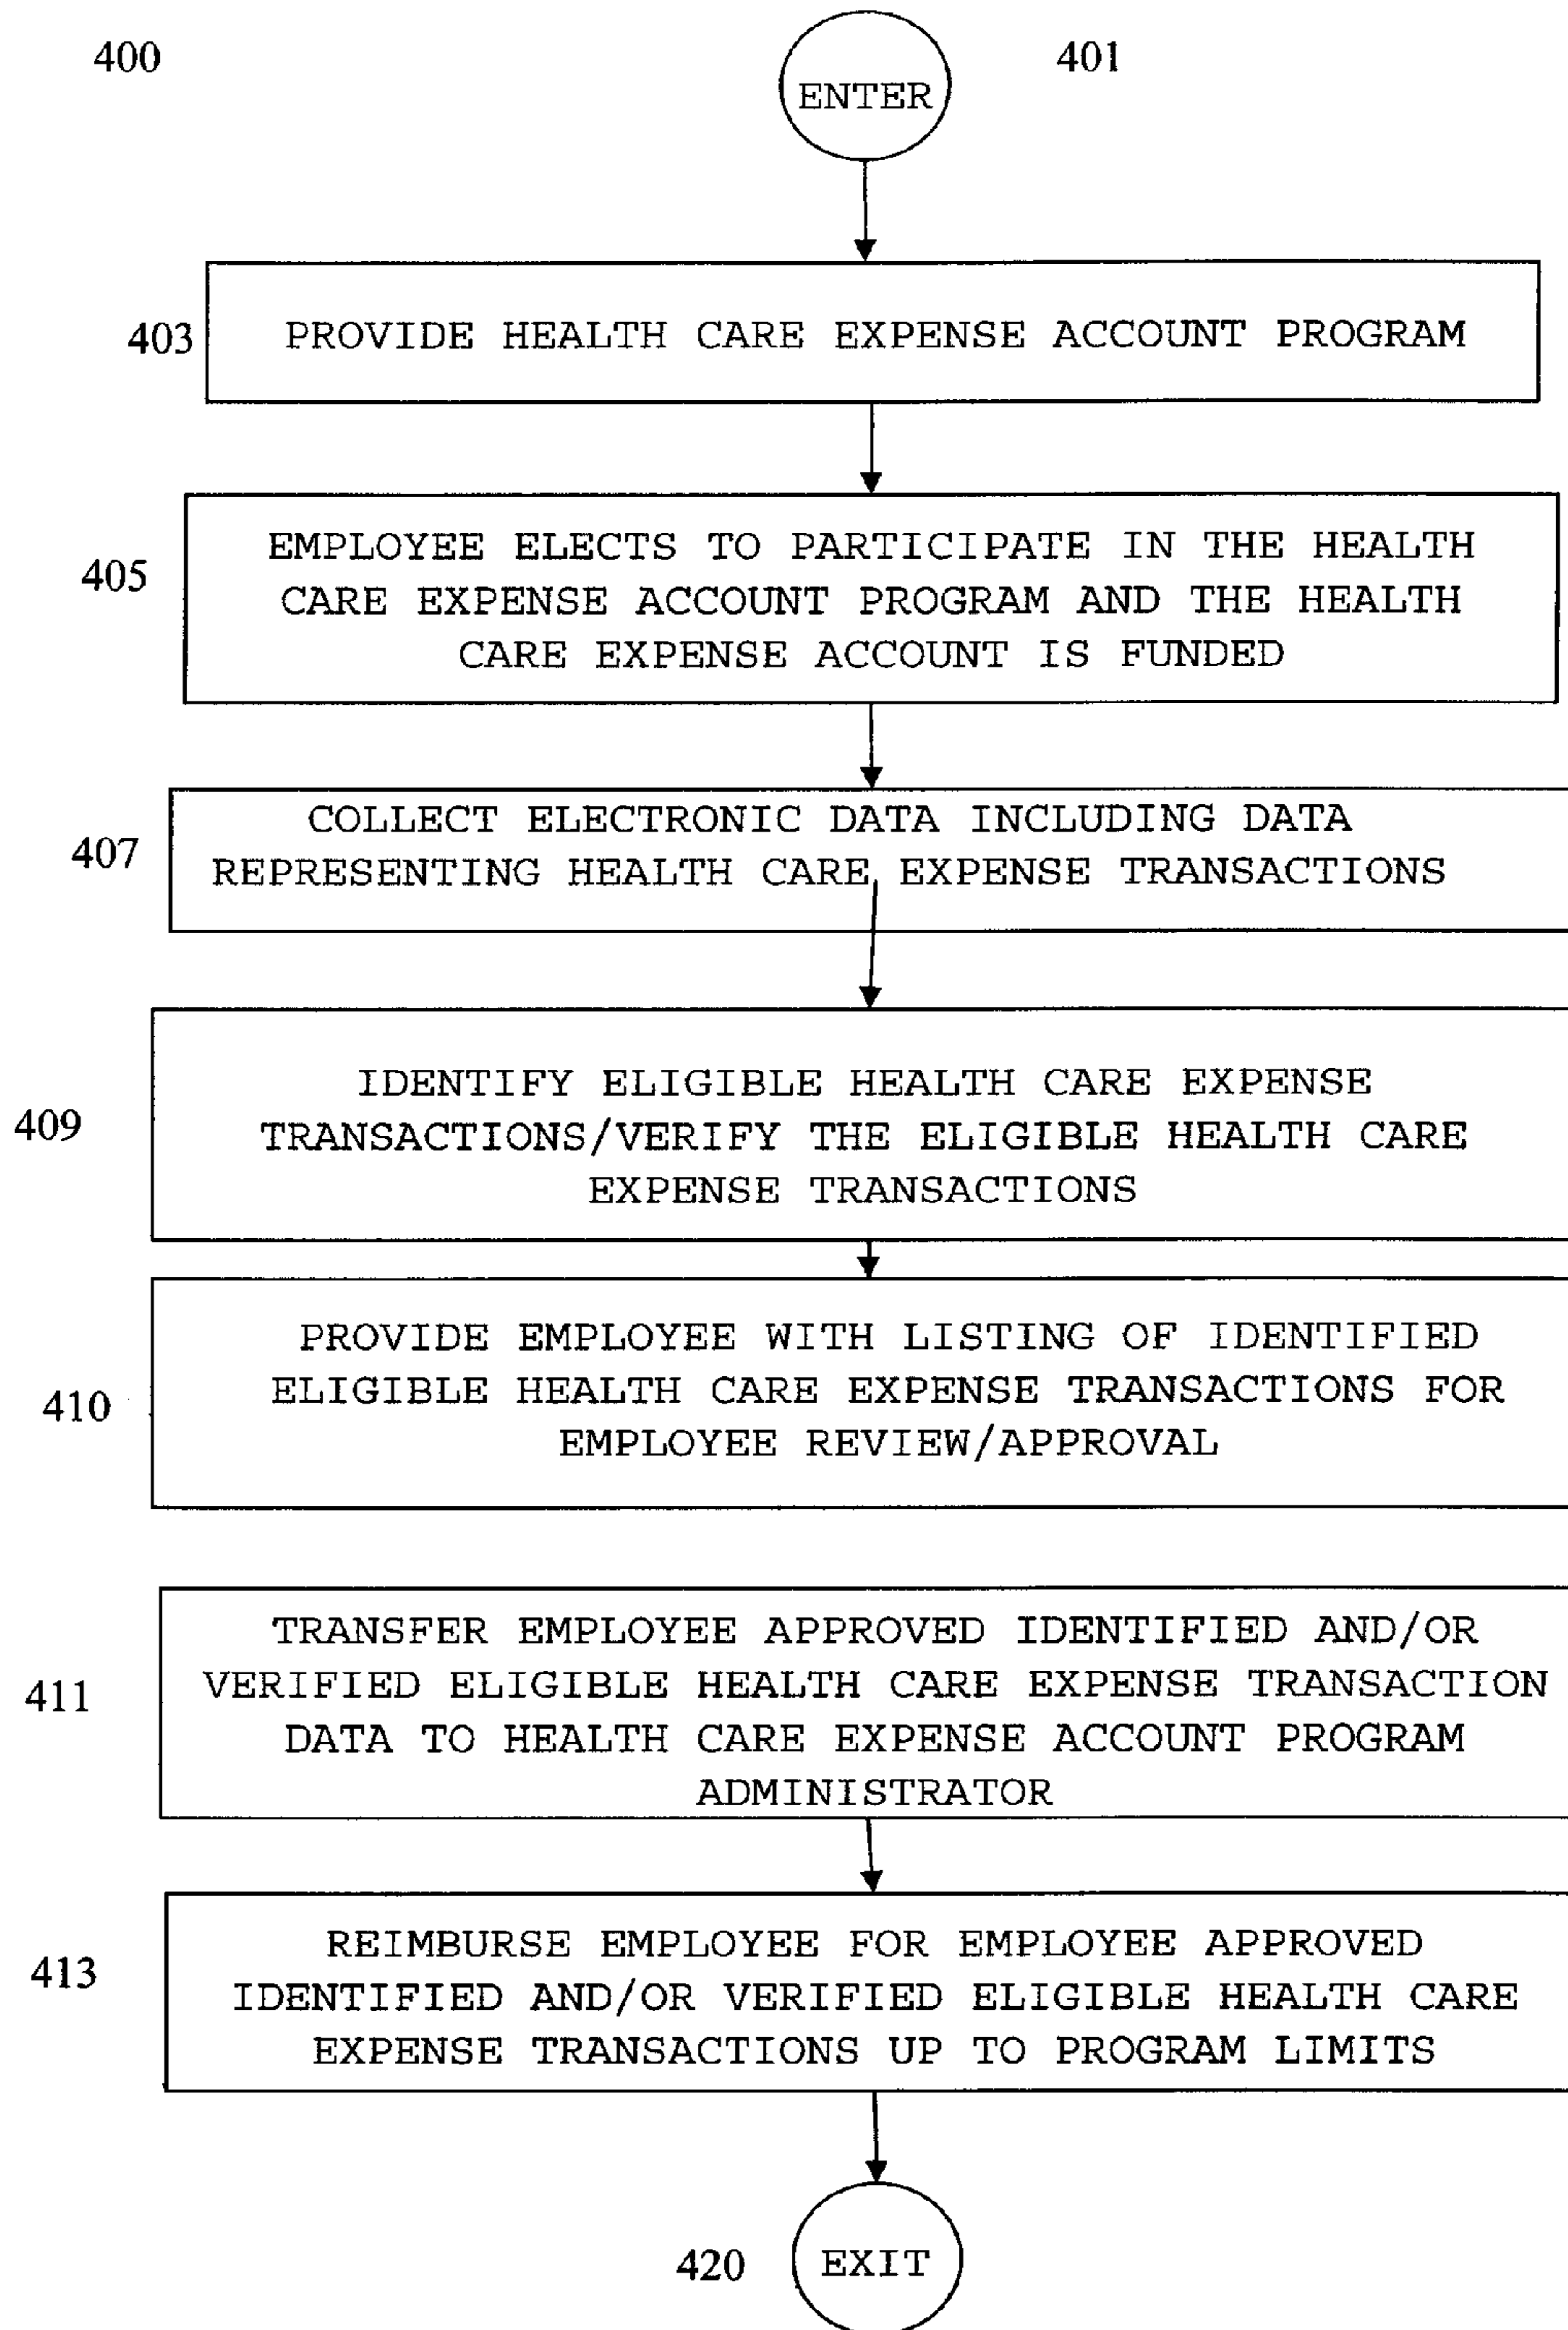 400
401
ENTER
403
PROVIDE HEALTH CARE EXPENSE ACCOUNT PROGRAM
405
EMPLOYEE ELECTS TO PARTICIPATE IN THE HEALTH
CARE EXPENSE ACCOUNT PROGRAM AND THE HEALTH
CARE EXPENSE ACCOUNT IS FUNDED
407
COLLECT ELECTRONIC DATA INCLUDING DATA
REPRESENTING HEALTH CARE EXPENSE TRANSACTIONS
409
IDENTIFY ELIGIBLE HEALTH CARE EXPENSE
TRANSACTIONS/VERIFY THE ELIGIBLE HEALTH CARE
EXPENSE TRANSACTIONS
410
PROVIDE EMPLOYEE WITH LISTING OF IDENTIFIED
ELIGIBLE HEALTH CARE EXPENSE TRANSACTIONS FOR
EMPLOYEE REVIEW/APPROVAL
411
TRANSFER EMPLOYEE APPROVED IDENTIFIED AND/OR
VERIFIED ELIGIBLE HEALTH CARE EXPENSE TRANSACTION
DATA TO HEALTH CARE EXPENSE ACCOUNT PROGRAM
ADMINISTRATOR
413
REIMBURSE EMPLOYEE FOR EMPLOYEE APPROVED
IDENTIFIED AND/OR VERIFIED ELIGIBLE HEALTH CARE
EXPENSE TRANSACTIONS UP TO PROGRAM LIMITS
420
EXIT